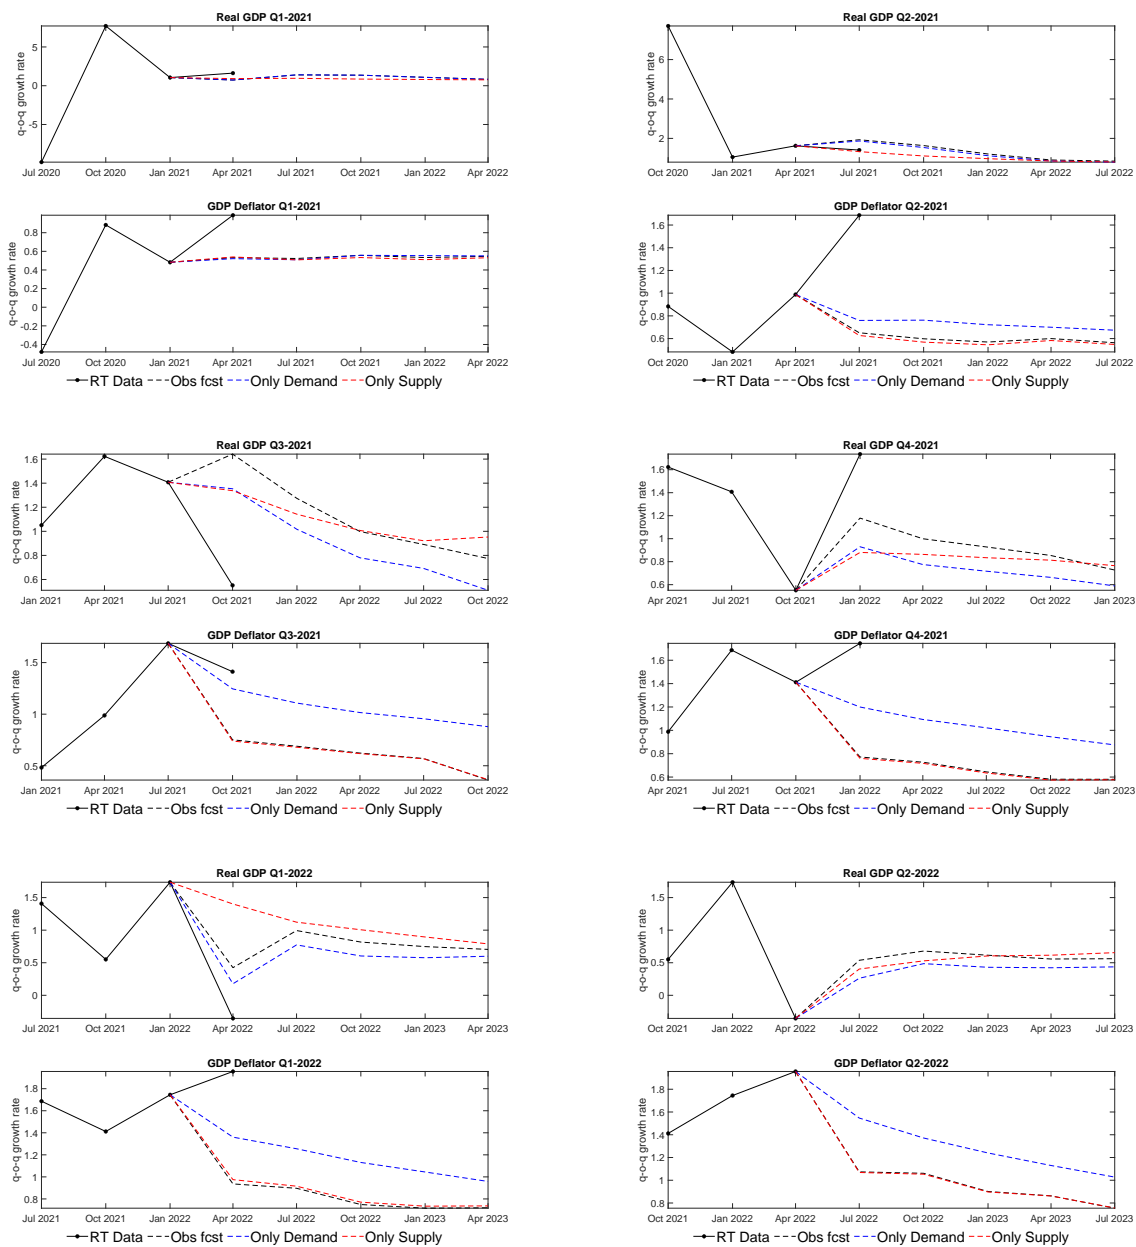 Real GDP Q1-2021
q-o-q growth rate
5
0
-5
Jul 2020 Oct 2020 Jan 2021 Apr 2021 Jul 2021 Oct 2021 Jan 2022 Apr 2022
GDP Deflator Q1-2021
q-o-q growth rate
0.8
0.6
0.4
0.2
0
-0.2
-0.4
Jul 2020 Oct 2020 Jan 2021 Apr 2021 Jul 2021 Oct 2021 Jan 2022 Apr 2022
RT Data Obs fcst Only Demand Only Supply
Real GDP Q2-2021
q-o-q growth rate
6
4
2
Oct 2020 Jan 2021 Apr 2021 Jul 2021 Oct 2021 Jan 2022 Apr 2022 Jul 2022
GDP Deflator Q2-2021
q-o-q growth rate
1.6
1.4
1.2
1
0.8
0.6
Oct 2020 Jan 2021 Apr 2021 Jul 2021 Oct 2021 Jan 2022 Apr 2022 Jul 2022
RT Data Obs fcst Only Demand Only Supply
Real GDP Q3-2021
q-o-q growth rate
1.6
1.4
1.2
1
0.8
0.6
Jan 2021 Apr 2021 Jul 2021 Oct 2021 Jan 2022 Apr 2022 Jul 2022 Oct 2022
GDP Deflator Q3-2021
q-o-q growth rate
1.5
1
0.5
Jan 2021 Apr 2021 Jul 2021 Oct 2021 Jan 2022 Apr 2022 Jul 2022 Oct 2022
RT Data Obs fcst Only Demand Only Supply
Real GDP Q4-2021
q-o-q growth rate
1.6
1.4
1.2
1
0.8
0.6
Apr 2021 Jul 2021 Oct 2021 Jan 2022 Apr 2022 Jul 2022 Oct 2022 Jan 2023
GDP Deflator Q4-2021
q-o-q growth rate
1.6
1.4
1.2
1
0.8
0.6
Apr 2021 Jul 2021 Oct 2021 Jan 2022 Apr 2022 Jul 2022 Oct 2022 Jan 2023
RT Data Obs fcst Only Demand Only Supply
Real GDP Q1-2022
q-o-q growth rate
1.5
1
0.5
0
Jul 2021 Oct 2021 Jan 2022 Apr 2022 Jul 2022 Oct 2022 Jan 2023 Apr 2023
GDP Deflator Q1-2022
q-o-q growth rate
1.8
1.6
1.4
1.2
1
0.8
Jul 2021 Oct 2021 Jan 2022 Apr 2022 Jul 2022 Oct 2022 Jan 2023 Apr 2023
RT Data Obs fcst Only Demand Only Supply
Real GDP Q2-2022
q-o-q growth rate
1.5
1
0.5
0
Oct 2021 Jan 2022 Apr 2022 Jul 2022 Oct 2022 Jan 2023 Apr 2023 Jul 2023
GDP Deflator Q2-2022
q-o-q growth rate
1.8
1.6
1.4
1.2
1
0.8
Oct 2021 Jan 2022 Apr 2022 Jul 2022 Oct 2022 Jan 2023 Apr 2023 Jul 2023
RT Data Obs fcst Only Demand Only Supply